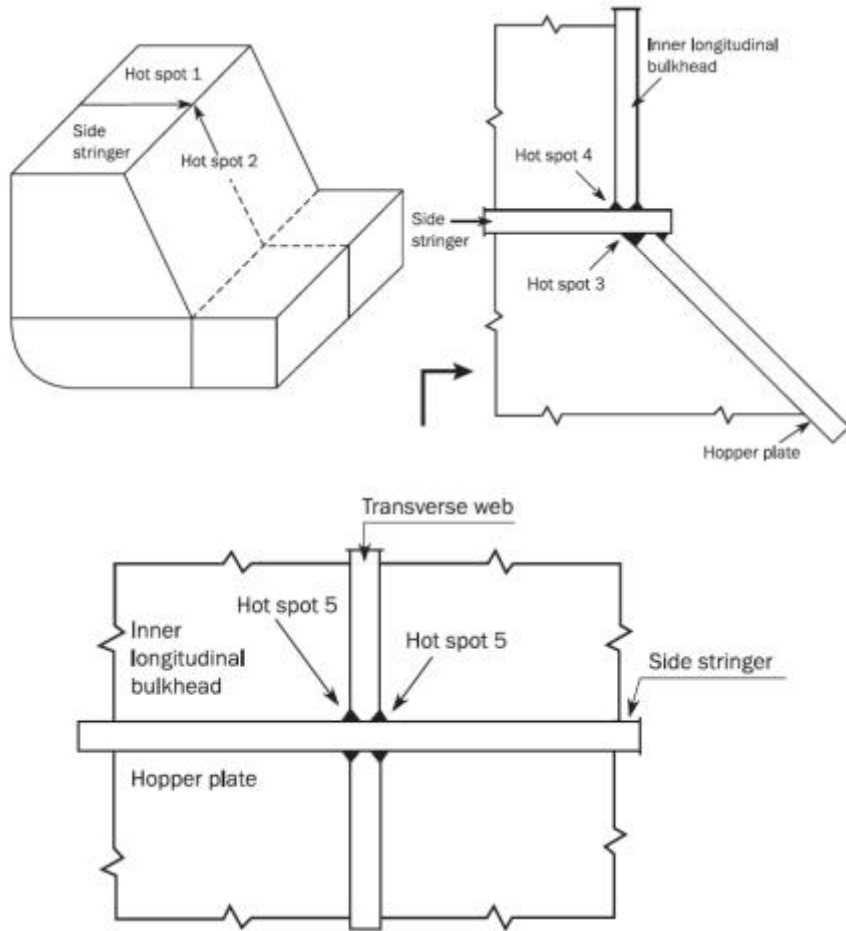 Hot spot 1
Side
stringer
Hot spot 2
Inner longitudinal
bulkhead
Hot spot 4
Side
stringer
Hot spot 3
Hopper plate
Transverse web
Hot spot 5
Hot spot 5
Inner
longitudinal
bulkhead
Side stringer
Hopper plate